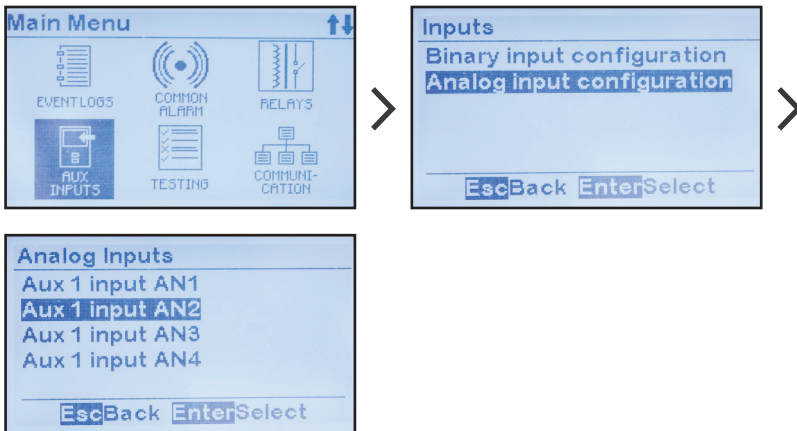 Main Menu
EVENT LOGS
COMMON
ALARM
RELAYS
AUX
INPUTS
TESTING
COMMUNI-
CATION
Inputs
Binary input configuration
Analog input configuration
EscBack EnterSelect
Analog Inputs
Aux 1 input AN1
Aux 1 input AN2
Aux 1 input AN3
Aux 1 input AN4
EscBack EnterSelect